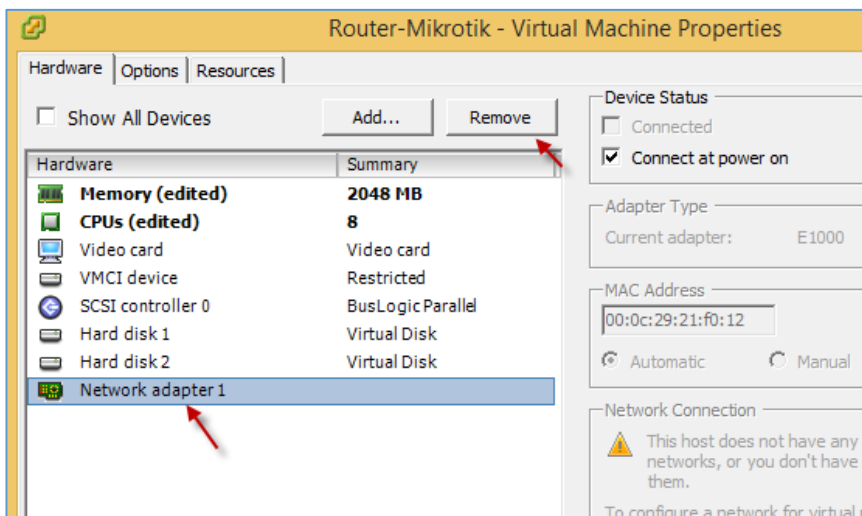 Router-Mikrotik - Virtual Machine Properties
Hardware Options Resources
Show All Devices Add... Remove
Hardware Summary
Memory (edited) 2048 MB
CPUs (edited) 8
Video card Video card
VMCI device Restricted
SCSI controller 0 BusLogic Parallel
Hard disk 1 Virtual Disk
Hard disk 2 Virtual Disk
Network adapter 1
Device Status
Connected
Connect at power on
Adapter Type
Current adapter: E1000
MAC Address
00:0c:29:21:f0:12
Automatic Manual
Network Connection
This host does not have any
networks, or you don't have
them.
To configure a network for virtual